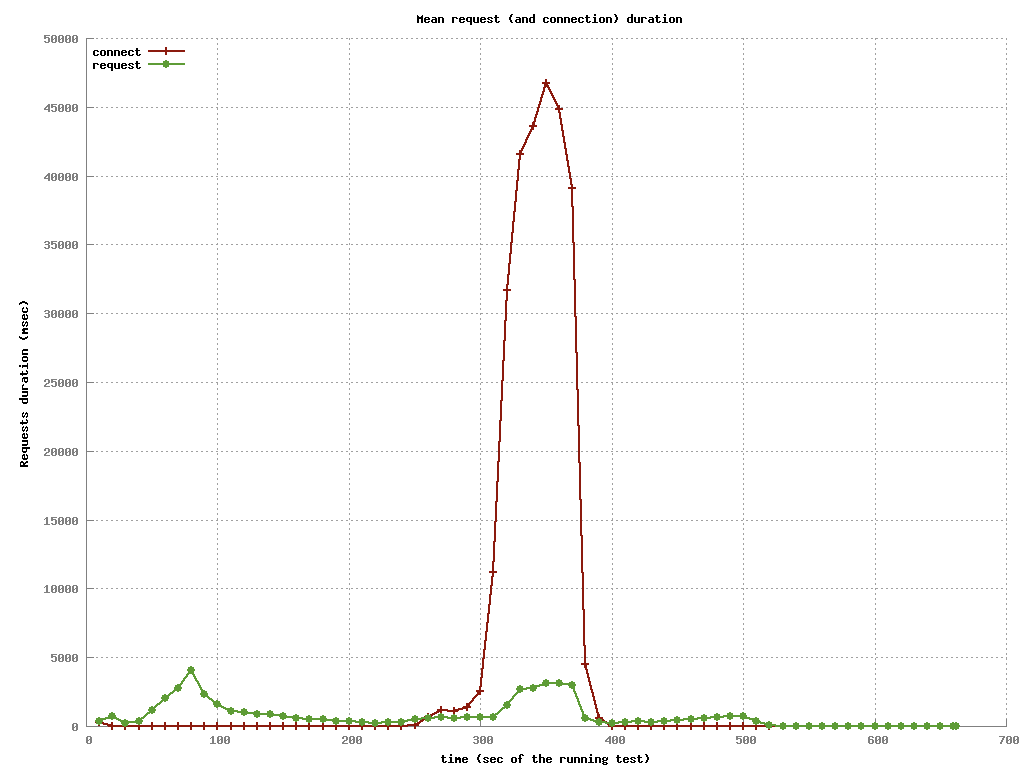 Mean request (and connection) duration
50000
connect
request
45000
40000
35000
30000
25000
20000
15000
10000
5000
0
Requests duration (msec)
0 100 200 300 400 500 600 700
time (sec of the running test)